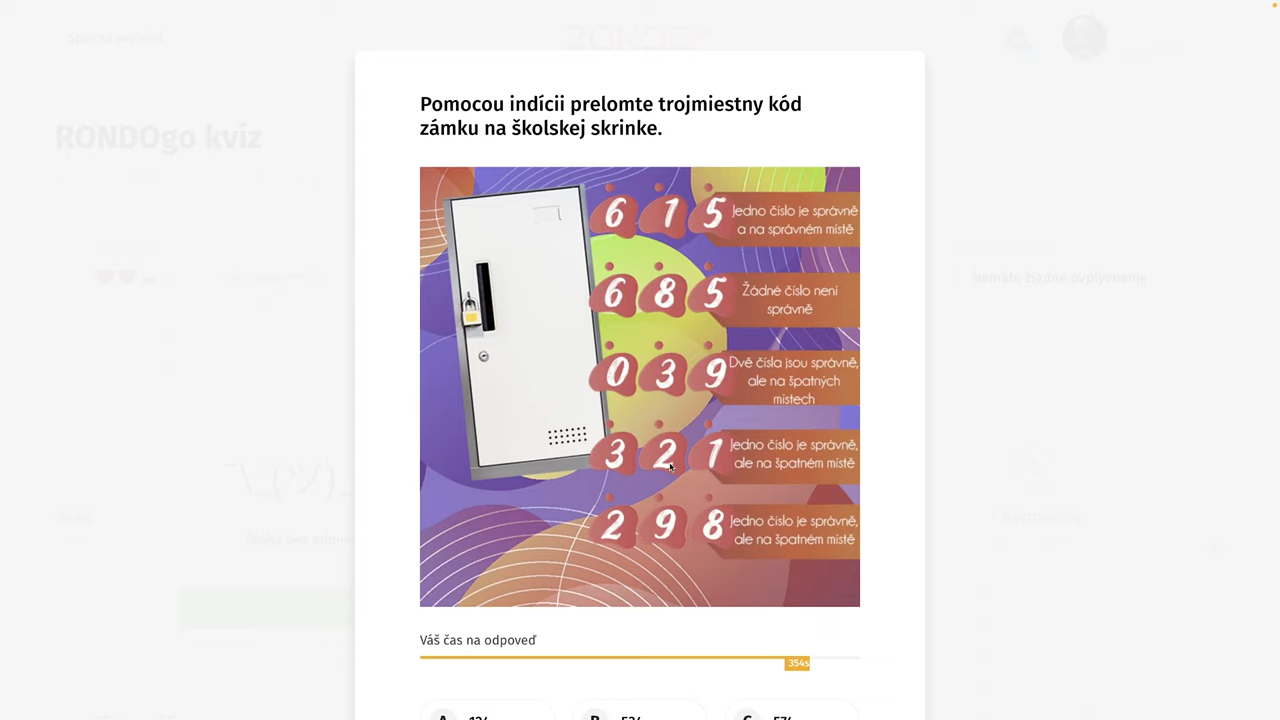 RONDOgo kvíz
Pomocou indícii prelomte trojmiestny kód
zámku na školskej skrinke.
6 1 5
Jedno číslo je správně
a na správném místě
6 8 5
Žádné číslo není
správně
0 3 9
Dvě čísla jsou správně,
ale na špatných
místech
3 2 1
Jedno číslo je správně,
ale na špatném místě
2 9 8
Jedno číslo je správně,
ale na špatném místě
Váš čas na odpoveď
354s